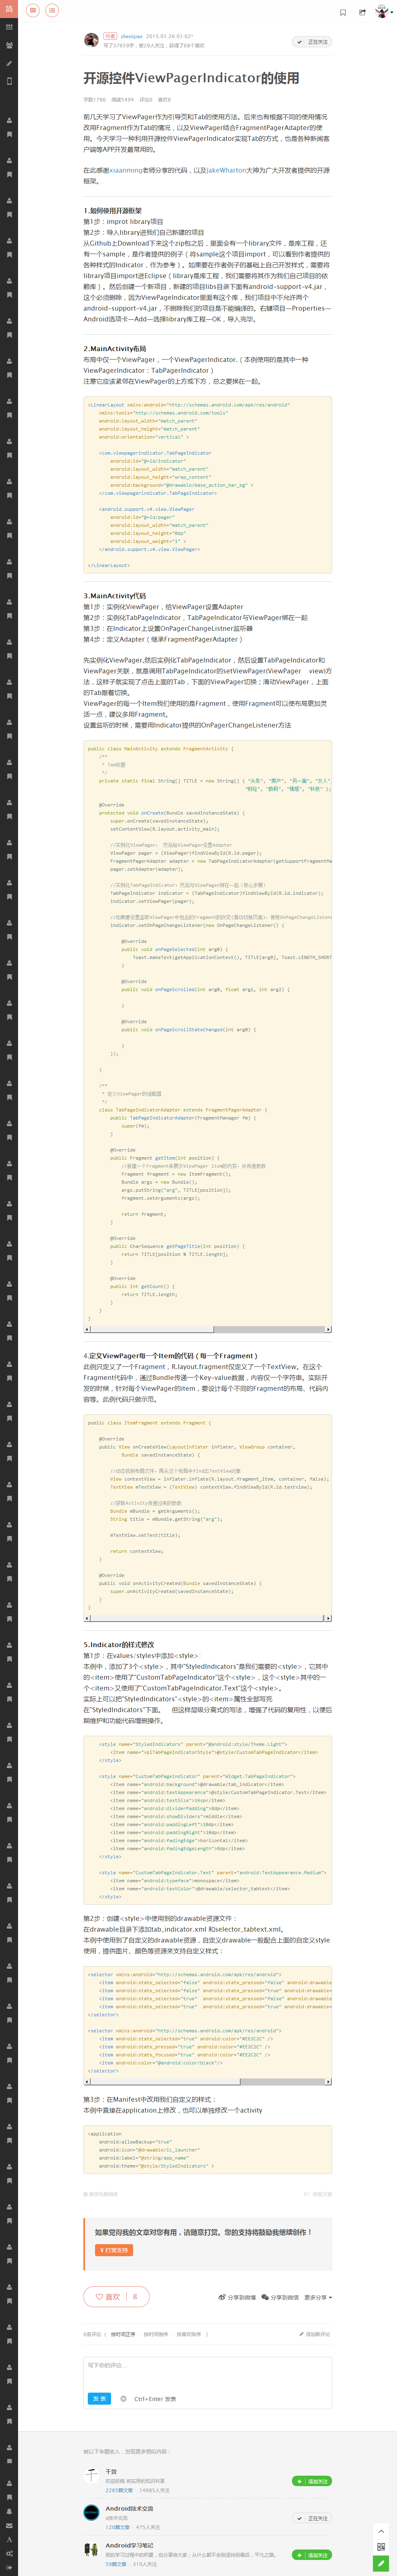 简
作者 cheelqian 2015.01.26 01:02*
写了37659字，被29人关注，获得了68个喜欢
正在关注
开源控件ViewPagerIndicator的使用
字数1786 阅读5494 评论0 喜欢8
前几天学习了ViewPager作为引导页和Tab的使用方法。后来也有根据不同的使用情况
改用Fragment作为Tab的情况，以及ViewPager结合FragmentPagerAdapter的使
用。今天学习一种利用开源控件ViewPagerIndicator实现Tab的方式，也是各种新闻客
户端等APP开发最常用的。
在此感谢xiaanming老师分享的代码，以及JakeWharton大神为广大开发者提供的开源
框架。
1.如何使用开源框架
第1步：improt library项目
第2步：导入library进我们自己新建的项目
从Github上Download下来这个zip包之后，里面会有一个library文件，是库工程，还
有一个sample，是作者提供的例子（将sample这个项目import，可以看到作者提供的
各种样式的Indicator，作为参考）。如果要在作者例子的基础上自己开发样式，需要将
library项目import进Eclipse（library是库工程，我们需要将其作为我们自己项目的依
赖库）。然后创建一个新项目，新建的项目libs目录下面有android-support-v4.jar，
这个必须删除，因为ViewPageIndicator里面有这个库，我们项目中不允许两个
android-support-v4.jar，不删除我们的项目是不能编译的。右键项目—Properties—
Android选项卡—Add—选择library库工程—OK，导入完毕。
2.MainActivity布局
布局中仅一个ViewPager，一个ViewPagerIndicator.（本例使用的是其中一种
ViewPagerIndicator：TabPagerIndicator）
注意它应该紧邻在ViewPager的上方或下方，总之要挨在一起。
<LinearLayout xmlns:android="http://schemas.android.com/apk/res/android"
xmlns:tools="http://schemas.android.com/tools"
android:layout_width="match_parent"
android:layout_height="match_parent"
android:orientation="vertical" >
<com.viewpagerindicator.TabPageIndicator
android:id="@+id/indicator"
android:layout_width="match_parent"
android:layout_height="wrap_content"
android:background="@drawable/base_action_bar_bg" >
</com.viewpagerindicator.TabPageIndicator>
<android.support.v4.view.ViewPager
android:id="@+id/pager"
android:layout_width="match_parent"
android:layout_height="0dp"
android:layout_weight="1" >
</android.support.v4.view.ViewPager>
</LinearLayout>
3.MainActivity代码
第1步：实例化ViewPager，给ViewPager设置Adapter
第2步：实例化TabPageIndicator，TabPageIndicator与ViewPager绑在一起
第3步：在Indicator上设置OnPagerChangeListner监听器
第4步：定义Adapter（继承FragmentPagerAdapter）
先实例化ViewPager,然后实例化TabPageIndicator，然后设置TabPageIndicator和
ViewPager关联，就是调用TabPageIndicator的setViewPager(ViewPager view)方
法，这样子就实现了点击上面的Tab，下面的ViewPager切换；滑动ViewPager，上面
的Tab跟着切换。
ViewPager的每一个Item我们使用的是Fragment，使用Fragment可以使布局更加灵
活一点，建议多用Fragment。
设置监听的时候，需要用Indicator提供的OnPagerChangeListener方法
public class MainActivity extends FragmentActivity {
/**
* Tab标题
*/
private static final String[] TITLE = new String[] { "头条", "房产", "另一面", "女人",
"财经", "数码", "情感", "科技" };
@Override
protected void onCreate(Bundle savedInstanceState) {
super.onCreate(savedInstanceState);
setContentView(R.layout.activity_main);
//实例化ViewPager， 然后给ViewPager设置Adapter
ViewPager pager = (ViewPager)findViewById(R.id.pager);
FragmentPagerAdapter adapter = new TabPageIndicatorAdapter(getSupportFragmentMa
pager.setAdapter(adapter);
//实例化TabPageIndicator，然后与ViewPager绑在一起（核心步骤）
TabPageIndicator indicator = (TabPageIndicator)findViewById(R.id.indicator);
indicator.setViewPager(pager);
//如果要设置监听ViewPager中包含的Fragment的改变(滑动切换页面)，使用OnPageChangeListene
indicator.setOnPageChangeListener(new OnPageChangeListener() {
@Override
public void onPageSelected(int arg0) {
Toast.makeText(getApplicationContext(), TITLE[arg0], Toast.LENGTH_SHORT
}
@Override
public void onPageScrolled(int arg0, float arg1, int arg2) {
}
@Override
public void onPageScrollStateChanged(int arg0) {
}
});
}
/**
* 定义ViewPager的适配器
*/
class TabPageIndicatorAdapter extends FragmentPagerAdapter {
public TabPageIndicatorAdapter(FragmentManager fm) {
super(fm);
}
@Override
public Fragment getItem(int position) {
//新建一个Fragment来展示ViewPager item的内容，并传递参数
Fragment fragment = new ItemFragment();
Bundle args = new Bundle();
args.putString("arg", TITLE[position]);
fragment.setArguments(args);
return fragment;
}
@Override
public CharSequence getPageTitle(int position) {
return TITLE[position % TITLE.length];
}
@Override
public int getCount() {
return TITLE.length;
}
}
}
4.定义ViewPager每一个Item的代码（每一个Fragment）
此例只定义了一个Fragment，R.layout.fragment仅定义了一个TextView。在这个
Fragment代码中，通过Bundle传递一个Key-value数据，内容仅一个字符串。实际开
发的时候，针对每个ViewPager的item，要设计每个不同的Fragment的布局、代码内
容等。此例代码只做示范。
public class ItemFragment extends Fragment {
@Override
public View onCreateView(LayoutInflater inflater, ViewGroup container,
Bundle savedInstanceState) {
//动态找到布局文件，再从这个布局中find出TextView对象
View contextView = inflater.inflate(R.layout.fragment_item, container, false);
TextView mTextView = (TextView) contextView.findViewById(R.id.textview);
//获取Activity传递过来的参数
Bundle mBundle = getArguments();
String title = mBundle.getString("arg");
mTextView.setText(title);
return contextView;
}
@Override
public void onActivityCreated(Bundle savedInstanceState) {
super.onActivityCreated(savedInstanceState);
}
}
5.Indicator的样式修改
第1步：在values/styles中添加<style>:
本例中，添加了3个<style>，其中"StyledIndicators"是我们需要的<style>，它其中
的<item>使用了"CustomTabPageIndicator"这个<style>，这个<style>其中的一
个<item>又使用了"CustomTabPageIndicator.Text"这个<style>。
实际上可以把"StyledIndicators"<style>的<item>属性全部写死
在"StyledIndicators"下面。 但这样层级分离式的写法，增强了代码的复用性，以便后
期维护和功能代码增删操作。
<style name="StyledIndicators" parent="@android:style/Theme.Light">
<item name="vpiTabPageIndicatorStyle">@style/CustomTabPageIndicator</item>
</style>
<style name="CustomTabPageIndicator" parent="Widget.TabPageIndicator">
<item name="android:background">@drawable/tab_indicator</item>
<item name="android:textAppearance">@style/CustomTabPageIndicator.Text</item>
<item name="android:textSize">14sp</item>
<item name="android:dividerPadding">8dp</item>
<item name="android:showDividers">middle</item>
<item name="android:paddingLeft">10dp</item>
<item name="android:paddingRight">10dp</item>
<item name="android:fadingEdge">horizontal</item>
<item name="android:fadingEdgeLength">8dp</item>
</style>
<style name="CustomTabPageIndicator.Text" parent="android:TextAppearance.Medium">
<item name="android:typeface">monospace</item>
<item name="android:textColor">@drawable/selector_tabtext</item>
</style>
第2步：创建<style>中使用到的drawable资源文件：
在drawable目录下添加tab_indicator.xml 和selector_tabtext.xml。
本例中使用到了自定义的drawable资源，自定义drawable一般配合上面的自定义style
使用，提供图片、颜色等资源来支持自定义样式：
<selector xmlns:android="http://schemas.android.com/apk/res/android">
<item android:state_selected="false" android:state_pressed="false" android:drawable=
<item android:state_selected="false" android:state_pressed="true" android:drawable=
<item android:state_selected="true" android:state_pressed="false" android:drawable=
<item android:state_selected="true" android:state_pressed="true" android:drawable=
</selector>
<selector xmlns:android="http://schemas.android.com/apk/res/android">
<item android:state_selected="true" android:color="#EE2C2C" />
<item android:state_pressed="true" android:color="#EE2C2C" />
<item android:state_focused="true" android:color="#EE2C2C" />
<item android:color="@android:color/black"/>
</selector>
第3步：在Manifest中改用我们自定义的样式：
本例中直接在application上修改，也可以单独修改一个activity
<application
android:allowBackup="true"
android:icon="@drawable/ic_launcher"
android:label="@string/app_name"
android:theme="@style/StyledIndicators" >
举报文章
如果觉得我的文章对您有用，请随意打赏。您的支持将鼓励我继续创作！
¥ 打赏支持
喜欢 8
分享到微博 分享到微信 更多分享
0条评论 （ 按时间正序 · 按时间倒序 · 按喜欢排序 ） 添加新评论
写下你的评论...
发 表 Ctrl+Enter 发表
被以下专题收入，发现更多相似内容：
干货
2265篇文章 · 14985人关注
添加关注
Android技术交流
120篇文章 · 475人关注
正在关注
Android学习笔记
59篇文章 · 310人关注
添加关注